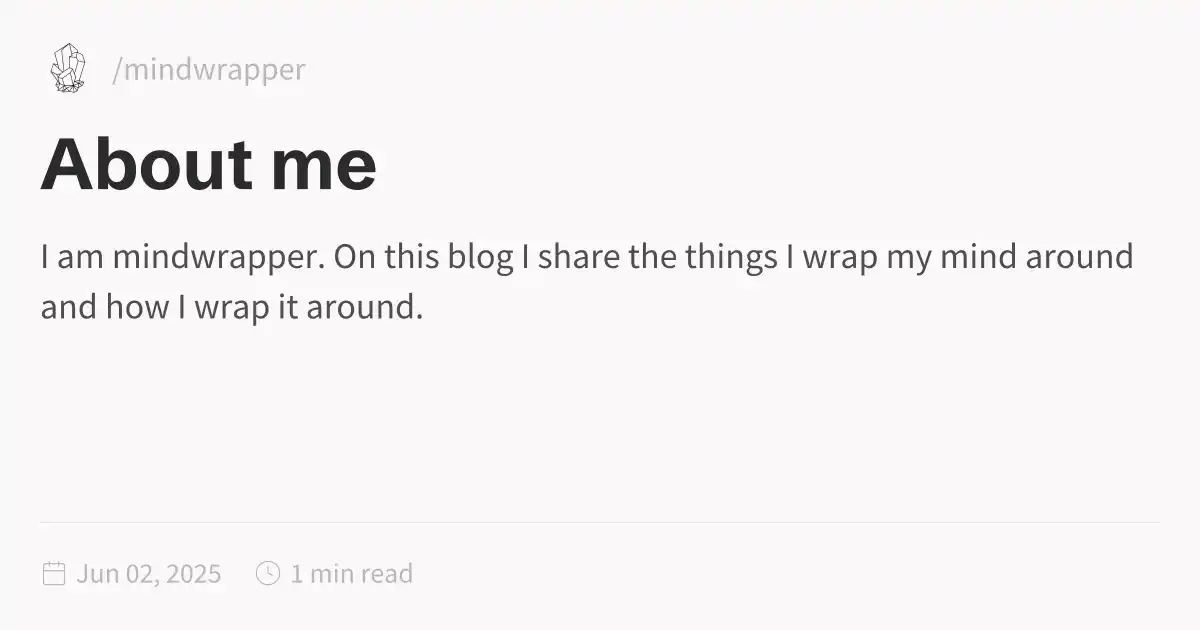 /mindwrapper
About me
I am mindwrapper. On this blog I share the things I wrap my mind around
and how I wrap it around.
Jun 02, 2025 1 min read